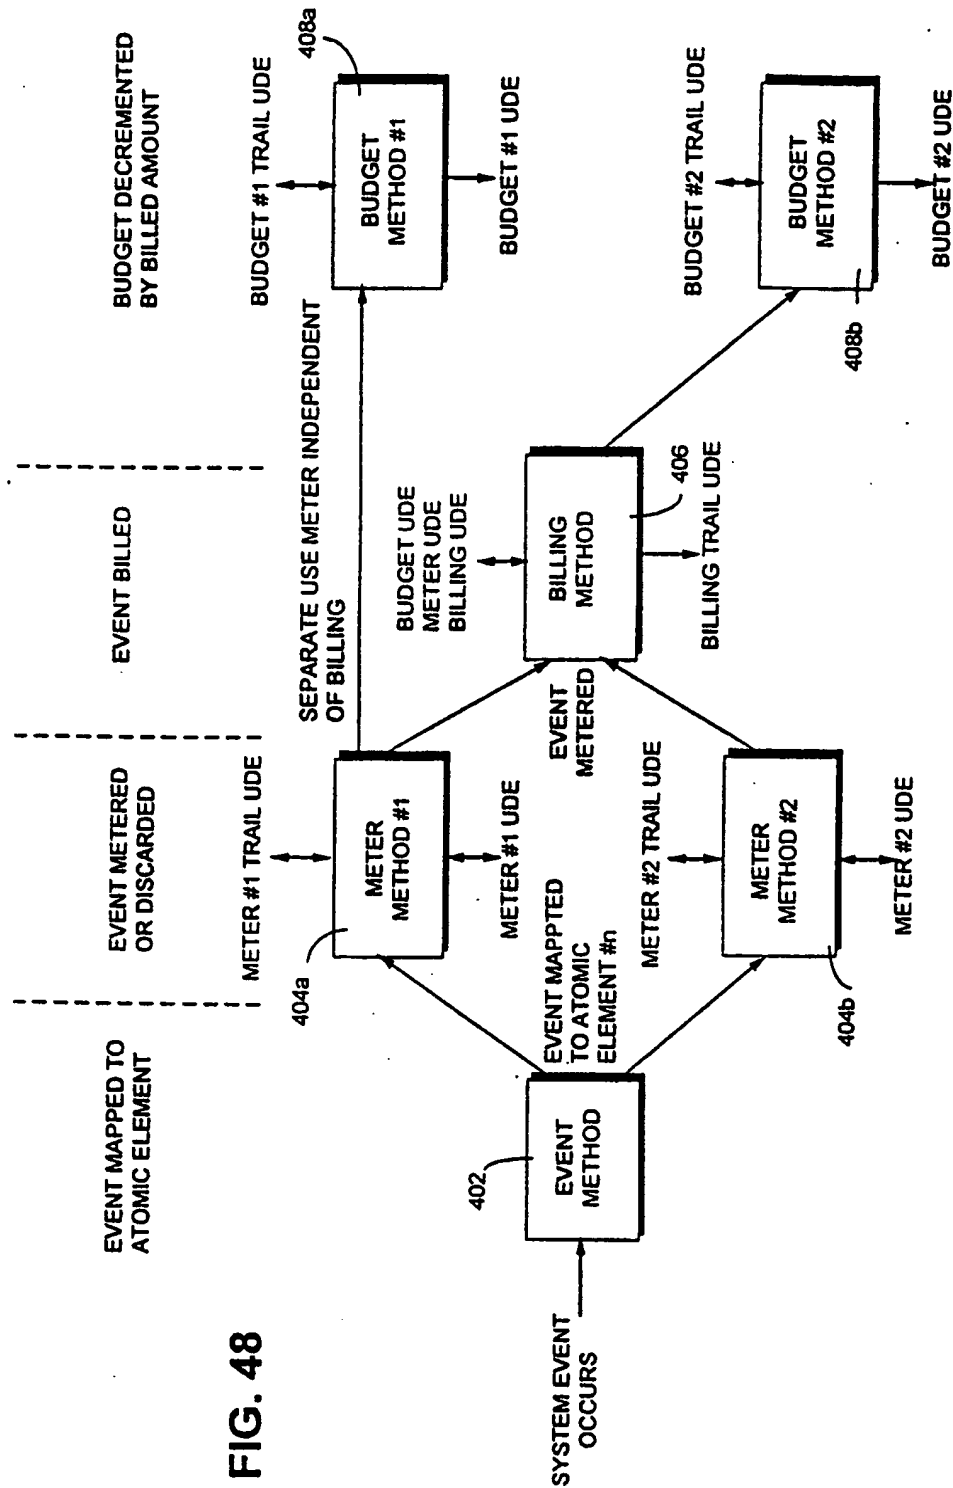 FIG. 48
EVENT MAPPED TO
ATOMIC ELEMENT
EVENT METERED
OR DISCARDED
EVENT BILLED
BUDGET DECREMENTED
BY BILLED AMOUNT
SYSTEM EVENT
OCCURS
402
EVENT
METHOD
EVENT MAPPTED
TO ATOMIC
ELEMENT #n
404a
METER #1 TRAIL UDE
METER
METHOD #1
METER #1 UDE
METER #2 TRAIL UDE
METER
METHOD #2
404b
METER #2 UDE
SEPARATE USE METER INDEPENDENT
OF BILLING
EVENT
METERED
BUDGET UDE
METER UDE
BILLING UDE
BILLING
METHOD
406
BILLING TRAIL UDE
408a
BUDGET #1 TRAIL UDE
BUDGET
METHOD #1
BUDGET #1 UDE
BUDGET #2 TRAIL UDE
BUDGET
METHOD #2
408b
BUDGET #2 UDE